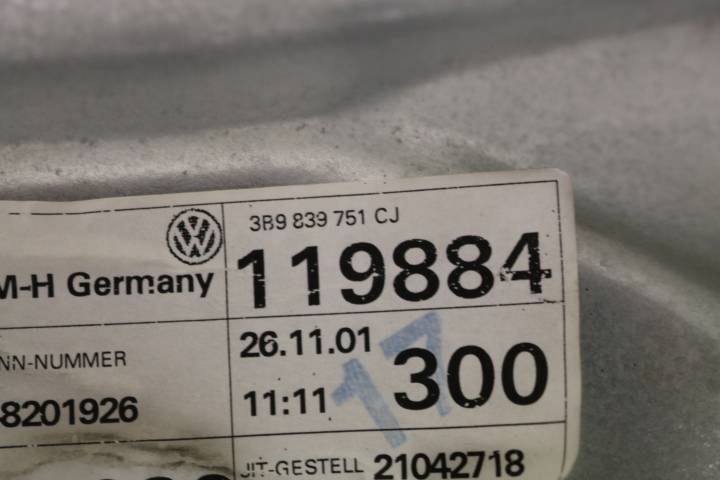 3B9 839 751 CJ
M-H Germany 119884
NN-NUMMER 26.11.01
8201926 11:11 300
17
JIT-GESTELL 21042718